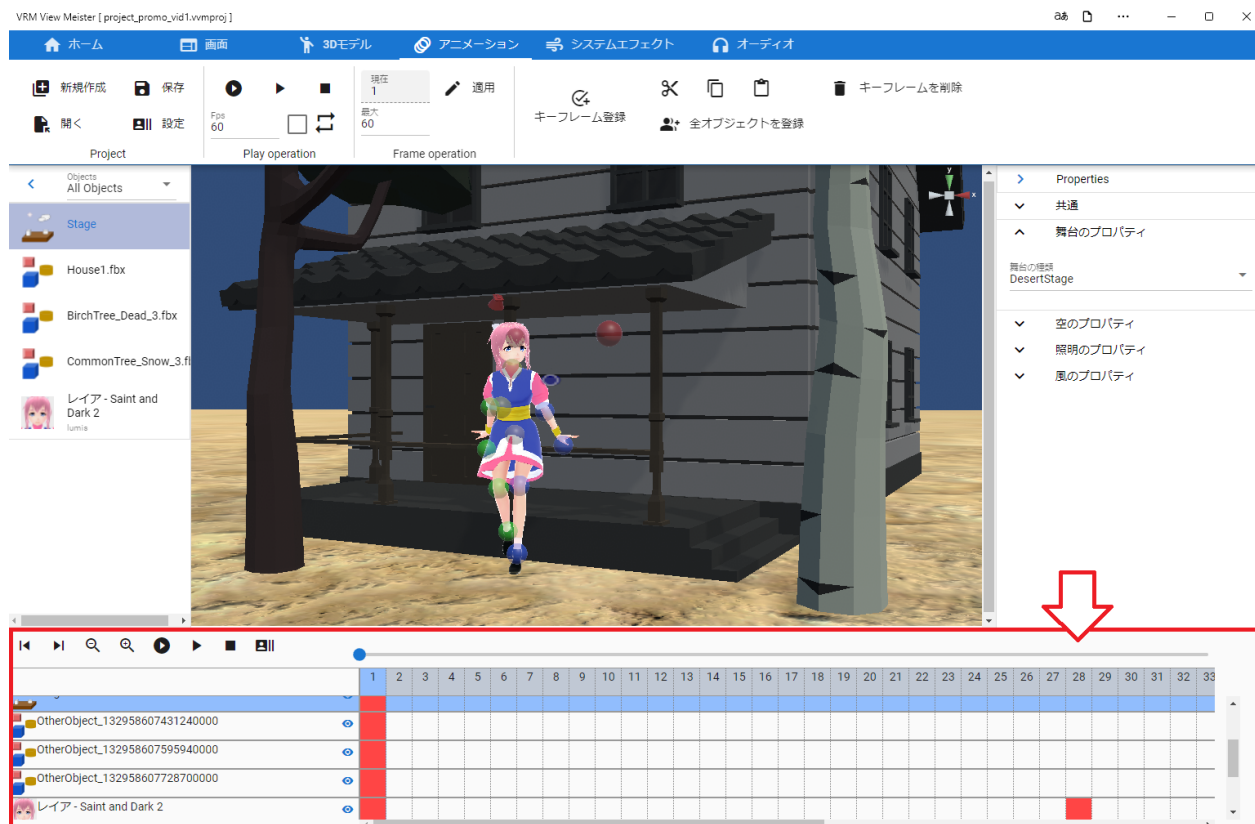 VRM View Meister [ project_promo_vid1.vvmproj ]
aあ
ホーム 画面 3Dモデル アニメーション システムエフェクト オーディオ
新規作成 保存
開く 設定
Project
Fps
60
Play operation
現在
1
適用
最大
60
Frame operation
キーフレーム登録
キーフレームを削除
全オブジェクトを登録
Objects
All Objects
Stage
House1.fbx
BirchTree_Dead_3.fbx
CommonTree_Snow_3.f
レイア - Saint and
Dark 2
lumis
y
x
Properties
共通
舞台のプロパティ
舞台の種類
DesertStage
空のプロパティ
照明のプロパティ
風のプロパティ
1 2 3 4 5 6 7 8 9 10 11 12 13 14 15 16 17 18 19 20 21 22 23 24 25 26 27 28 29 30 31 32 33
OtherObject_132958607431240000
OtherObject_132958607595940000
OtherObject_132958607728700000
レイア - Saint and Dark 2